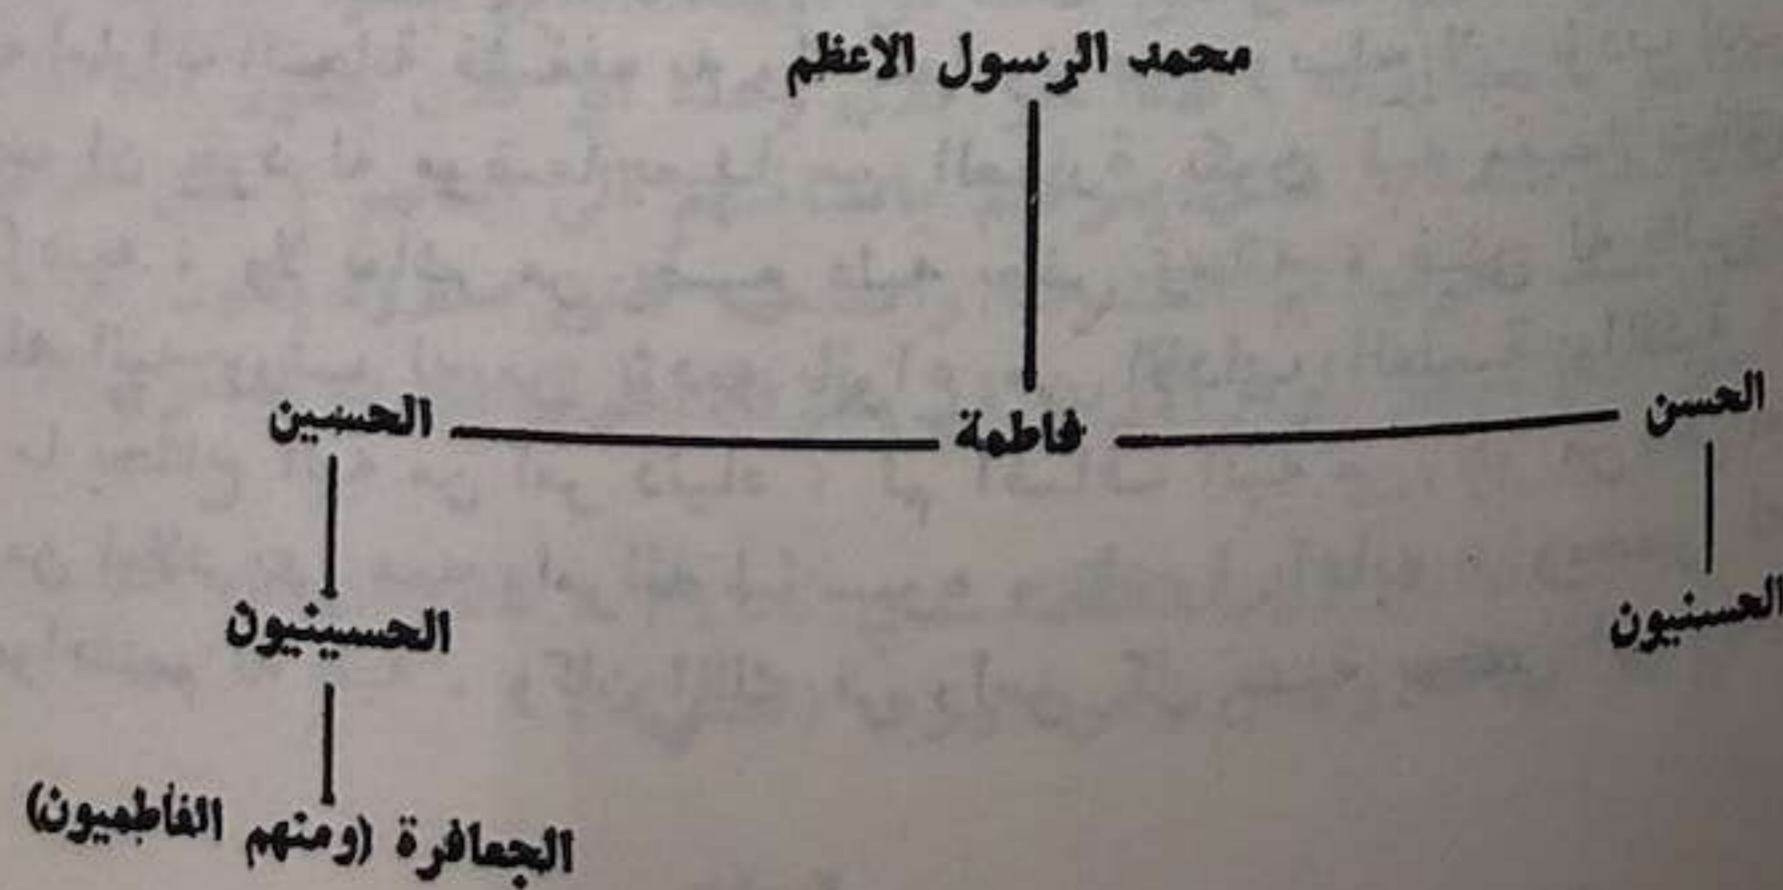 محمد الرسول الاعظم
الحسن
فاطمة
الحسين
الحسنيون
الحسينيون
الجعافرة (ومنهم الفاطميون)